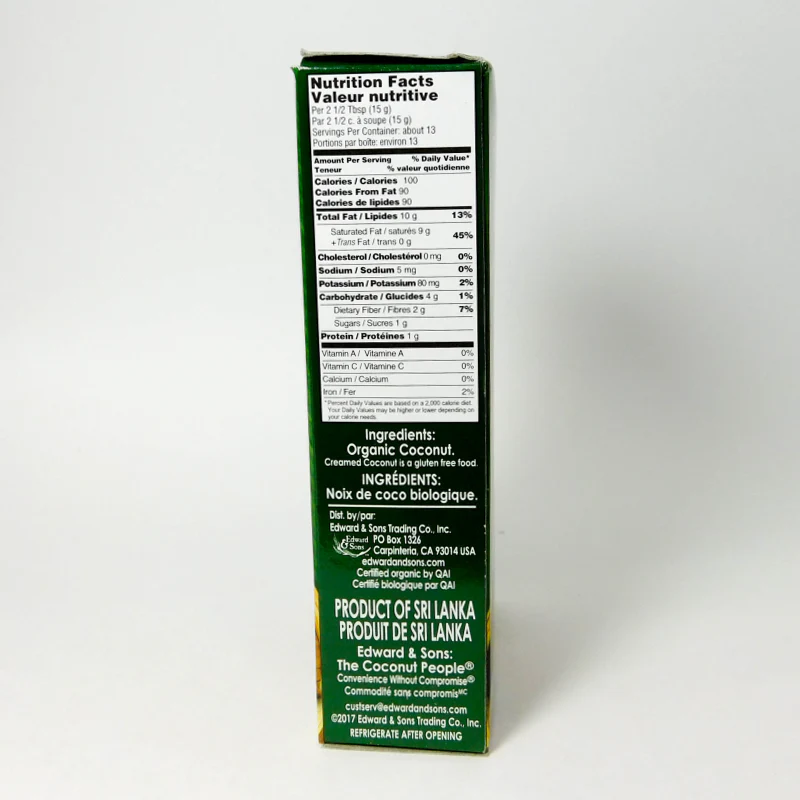 Nutrition Facts
Valeur nutritive
Per 2 1/2 Tbsp (15 g)
Par 2 1/2 c. à soupe (15 g)
Servings Per Container: about 13
Portions par boîte: environ 13
Amount Per Serving % Daily Value*
Teneur % valeur quotidienne
Calories / Calories 100
Calories From Fat 90
Calories de lipides 90
Total Fat / Lipides 10 g 13%
Saturated Fat / saturés 9 g
+Trans Fat / trans 0 g 45%
Cholesterol / Cholestérol 0 mg 0%
Sodium / Sodium 5 mg 0%
Potassium / Potassium 80 mg 2%
Carbohydrate / Glucides 4 g 1%
Dietary Fiber / Fibres 2 g 7%
Sugars / Sucres 1 g
Protein / Protéines 1 g
Vitamin A / Vitamine A 0%
Vitamin C / Vitamine C 0%
Calcium / Calcium 0%
Iron / Fer 2%
*Percent Daily Values are based on a 2,000 calorie diet.
Your Daily Values may be higher or lower depending on
your calorie needs.
Ingredients:
Organic Coconut.
Creamed Coconut is a gluten free food.
INGRÉDIENTS:
Noix de coco biologique.
Dist. by/par:
Edward & Sons Trading Co., Inc.
Edward & Sons PO Box 1326
Carpinteria, CA 93014 USA
edwardandsons.com
Certified organic by QAI
Certifié biologique par QAI
PRODUCT OF SRI LANKA
PRODUIT DE SRI LANKA
Edward & Sons:
The Coconut People®
Convenience Without Compromise®
Commodité sans compromisMC
custserv@edwardandsons.com
©2017 Edward & Sons Trading Co., Inc.
REFRIGERATE AFTER OPENING